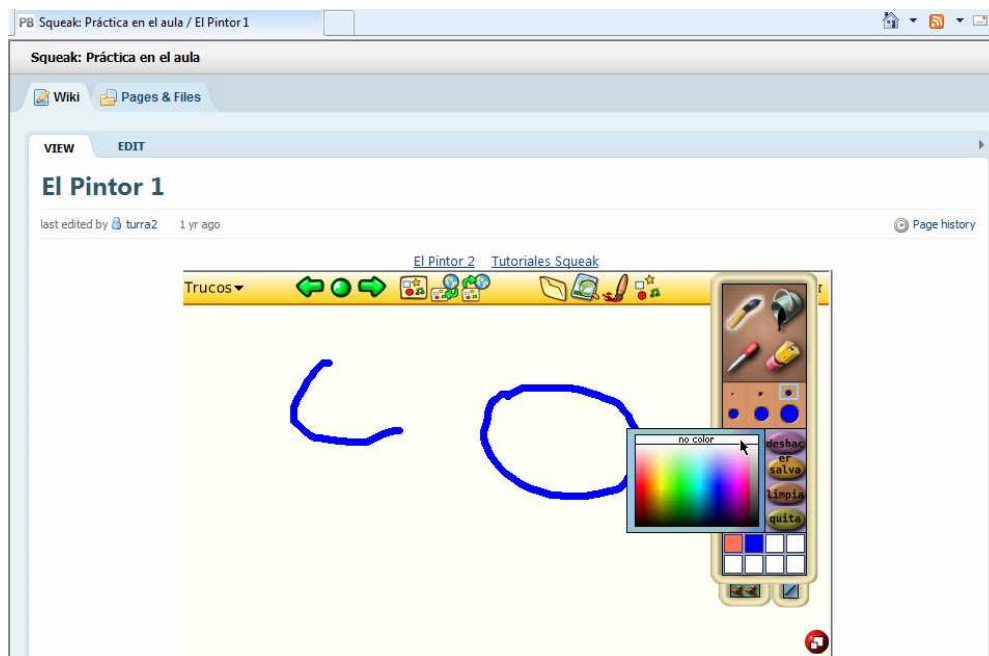 PB Squeak: Práctica en el aula / El Pintor 1
Squeak: Práctica en el aula
Wiki Pages & Files
VIEW EDIT
El Pintor 1
last edited by turra2 1 yr ago Page history
El Pintor 2 Tutoriales Squeak
Trucos
no color
deshac
er
salva
limpia
quita